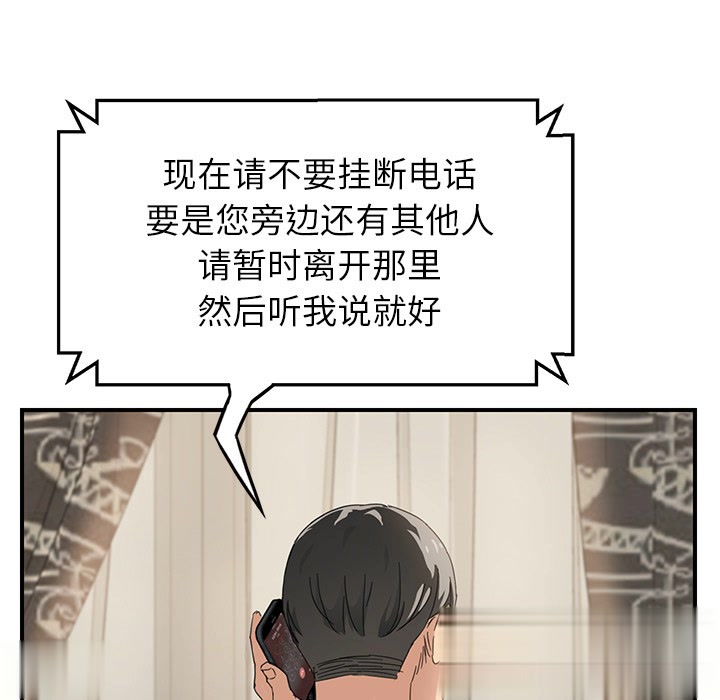 现在请不要挂断电话
要是您旁边还有其他人
请暂时离开那里
然后听我说就好